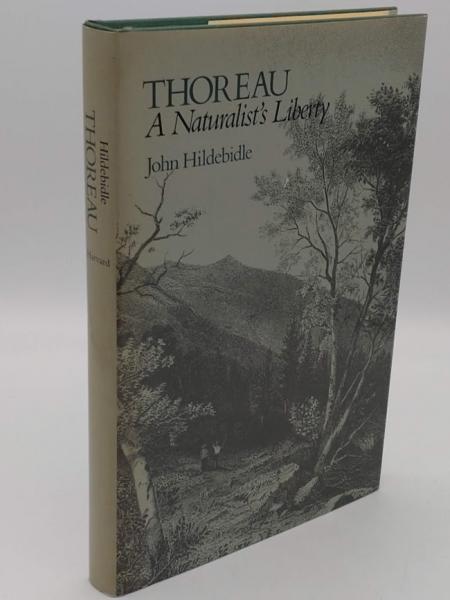 THOREAU
A Naturalist's Liberty
John Hildebidle
Hildebidle
THOREAU
Harvard